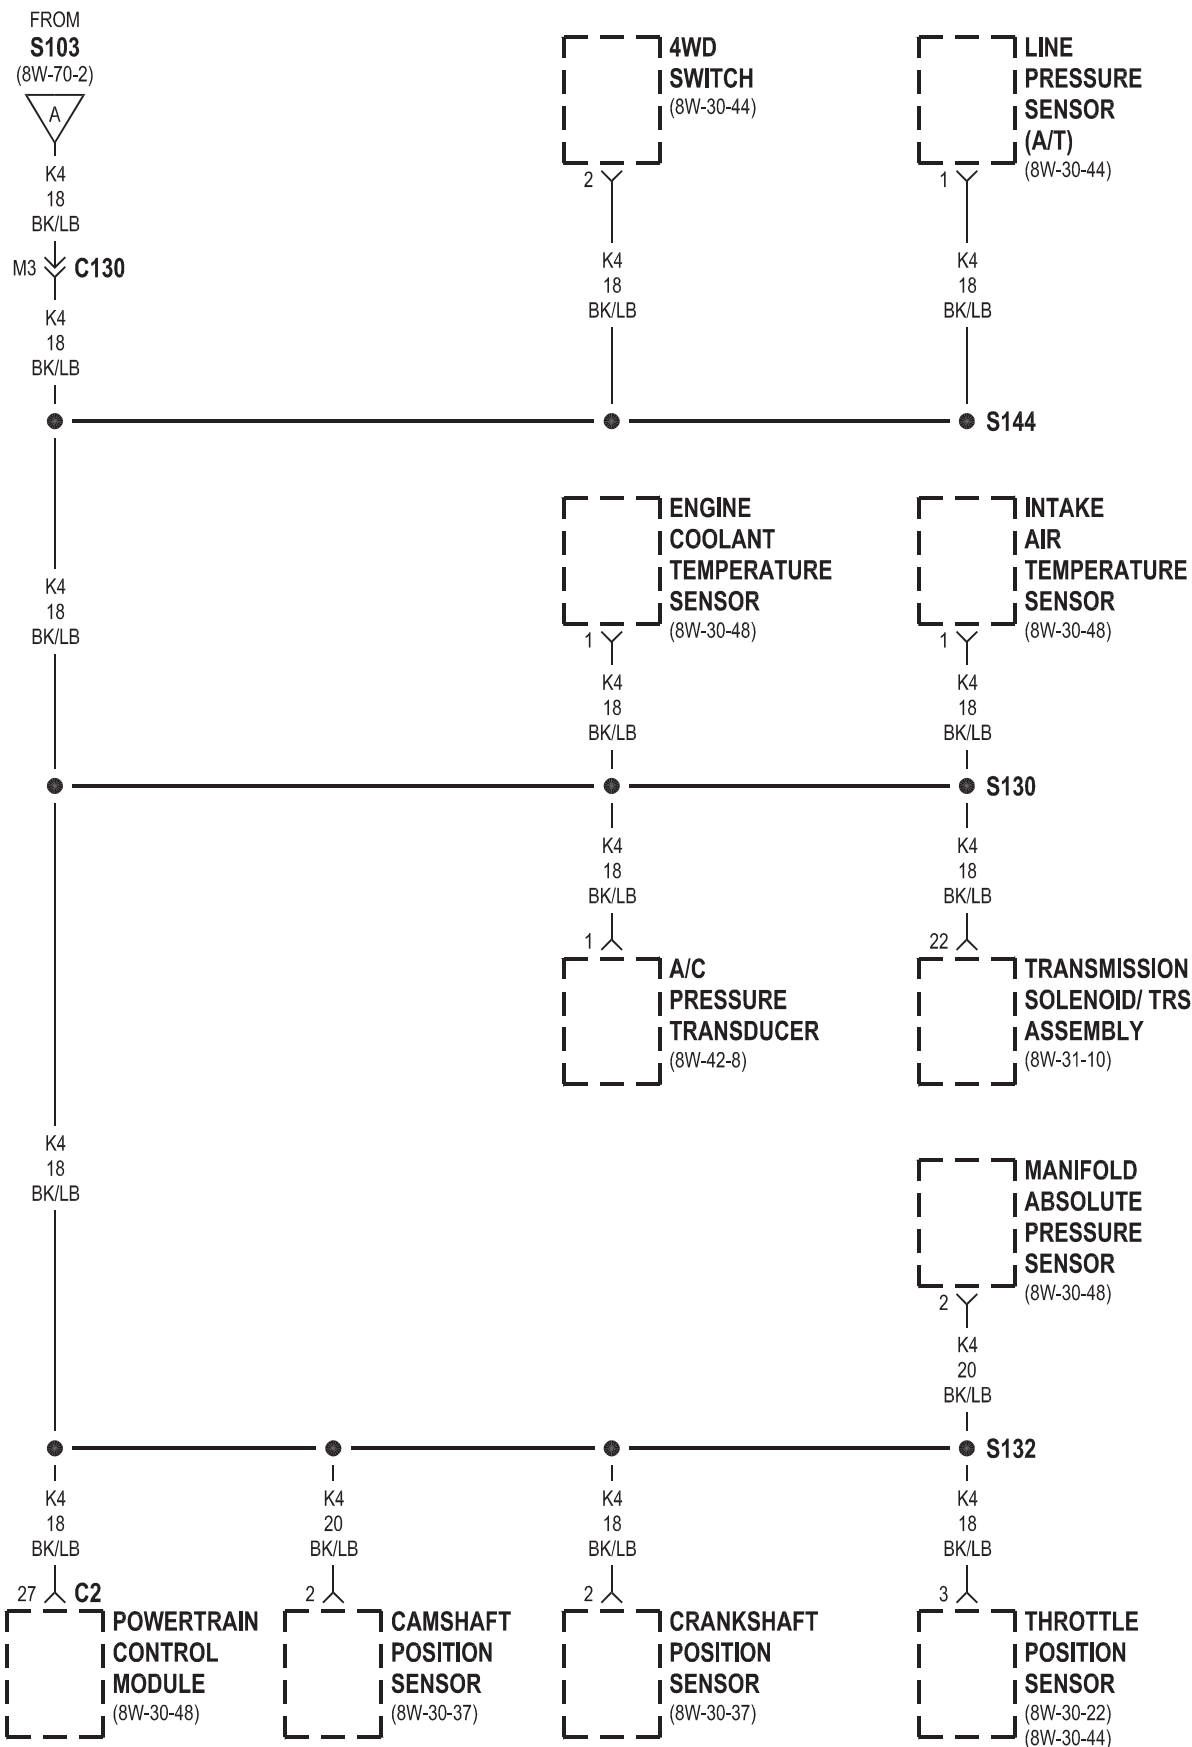 FROM
S103
(8W-70-2)
A
K4
18
BK/LB
M3
C130
K4
18
BK/LB
4WD
SWITCH
(8W-30-44)
2
K4
18
BK/LB
LINE
PRESSURE
SENSOR
(A/T)
(8W-30-44)
1
K4
18
BK/LB
S144
K4
18
BK/LB
ENGINE
COOLANT
TEMPERATURE
SENSOR
(8W-30-48)
1
K4
18
BK/LB
INTAKE
AIR
TEMPERATURE
SENSOR
(8W-30-48)
1
K4
18
BK/LB
S130
K4
18
BK/LB
1
A/C
PRESSURE
TRANSDUCER
(8W-42-8)
K4
18
BK/LB
22
TRANSMISSION
SOLENOID/ TRS
ASSEMBLY
(8W-31-10)
K4
18
BK/LB
MANIFOLD
ABSOLUTE
PRESSURE
SENSOR
(8W-30-48)
2
K4
20
BK/LB
S132
K4
18
BK/LB
27
C2
POWERTRAIN
CONTROL
MODULE
(8W-30-48)
K4
20
BK/LB
2
CAMSHAFT
POSITION
SENSOR
(8W-30-37)
K4
18
BK/LB
2
CRANKSHAFT
POSITION
SENSOR
(8W-30-37)
K4
18
BK/LB
3
THROTTLE
POSITION
SENSOR
(8W-30-22)
(8W-30-44)